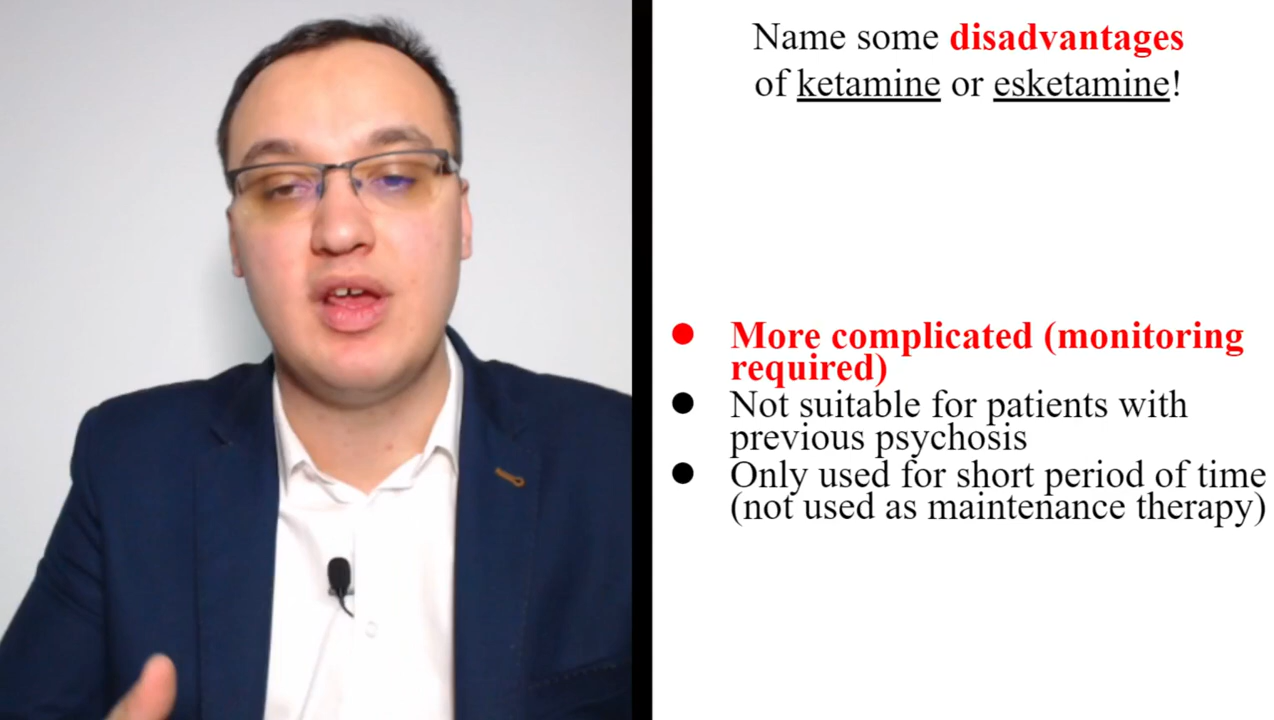 Name some disadvantages
of ketamine or esketamine!
● More complicated (monitoring
required)
● Not suitable for patients with
previous psychosis
● Only used for short period of time
(not used as maintenance therapy)